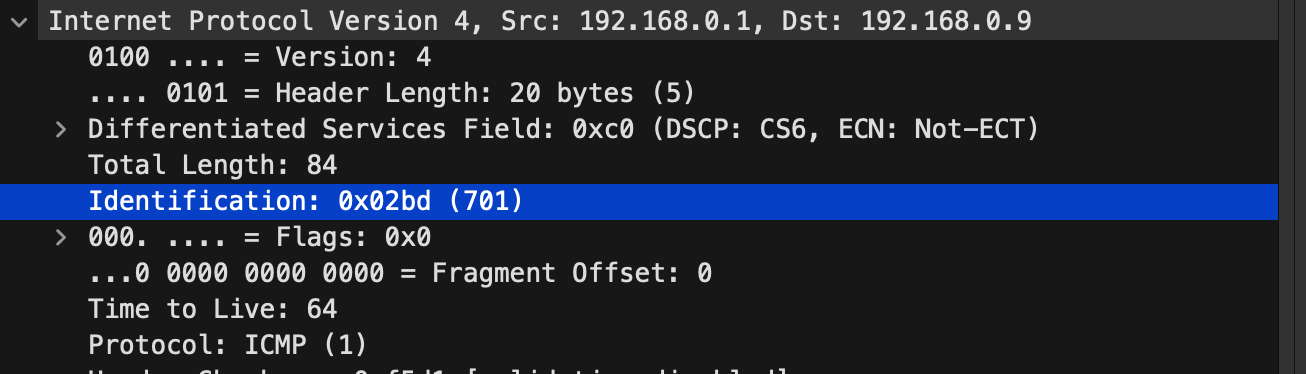 Internet Protocol Version 4, Src: 192.168.0.1, Dst: 192.168.0.9
0100 .... = Version: 4
.... 0101 = Header Length: 20 bytes (5)
Differentiated Services Field: 0xc0 (DSCP: CS6, ECN: Not-ECT)
Total Length: 84
Identification: 0x02bd (701)
000. .... = Flags: 0x0
...0 0000 0000 0000 = Fragment Offset: 0
Time to Live: 64
Protocol: ICMP (1)